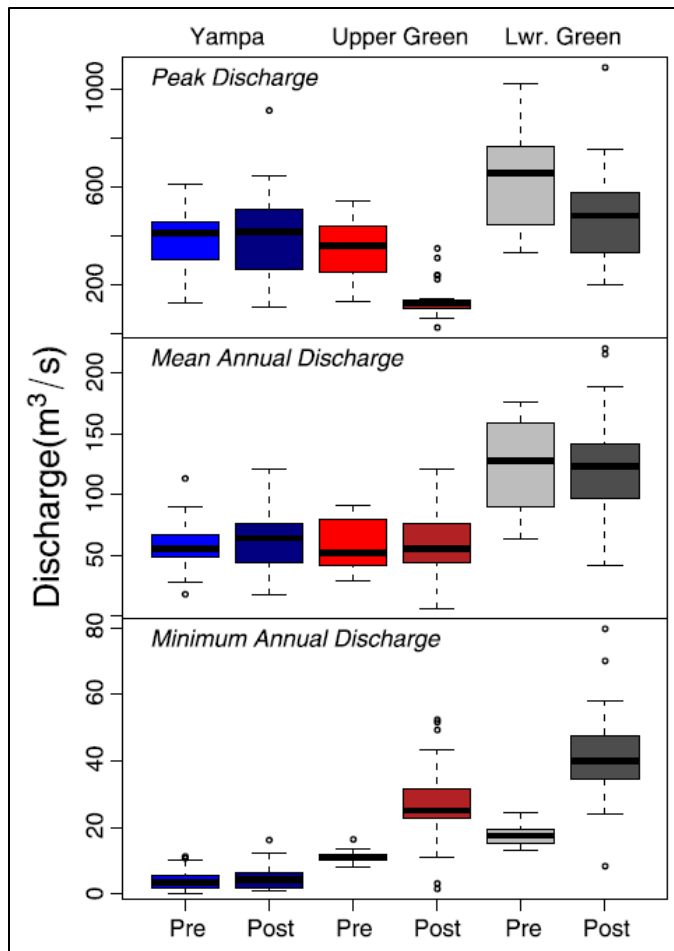 Yampa Upper Green Lwr. Green
Peak Discharge
1000
600
200
Mean Annual Discharge
200
150
100
50
0
Minimum Annual Discharge
80
60
40
20
0
Discharge(m³/s)
Pre Post Pre Post Pre Post